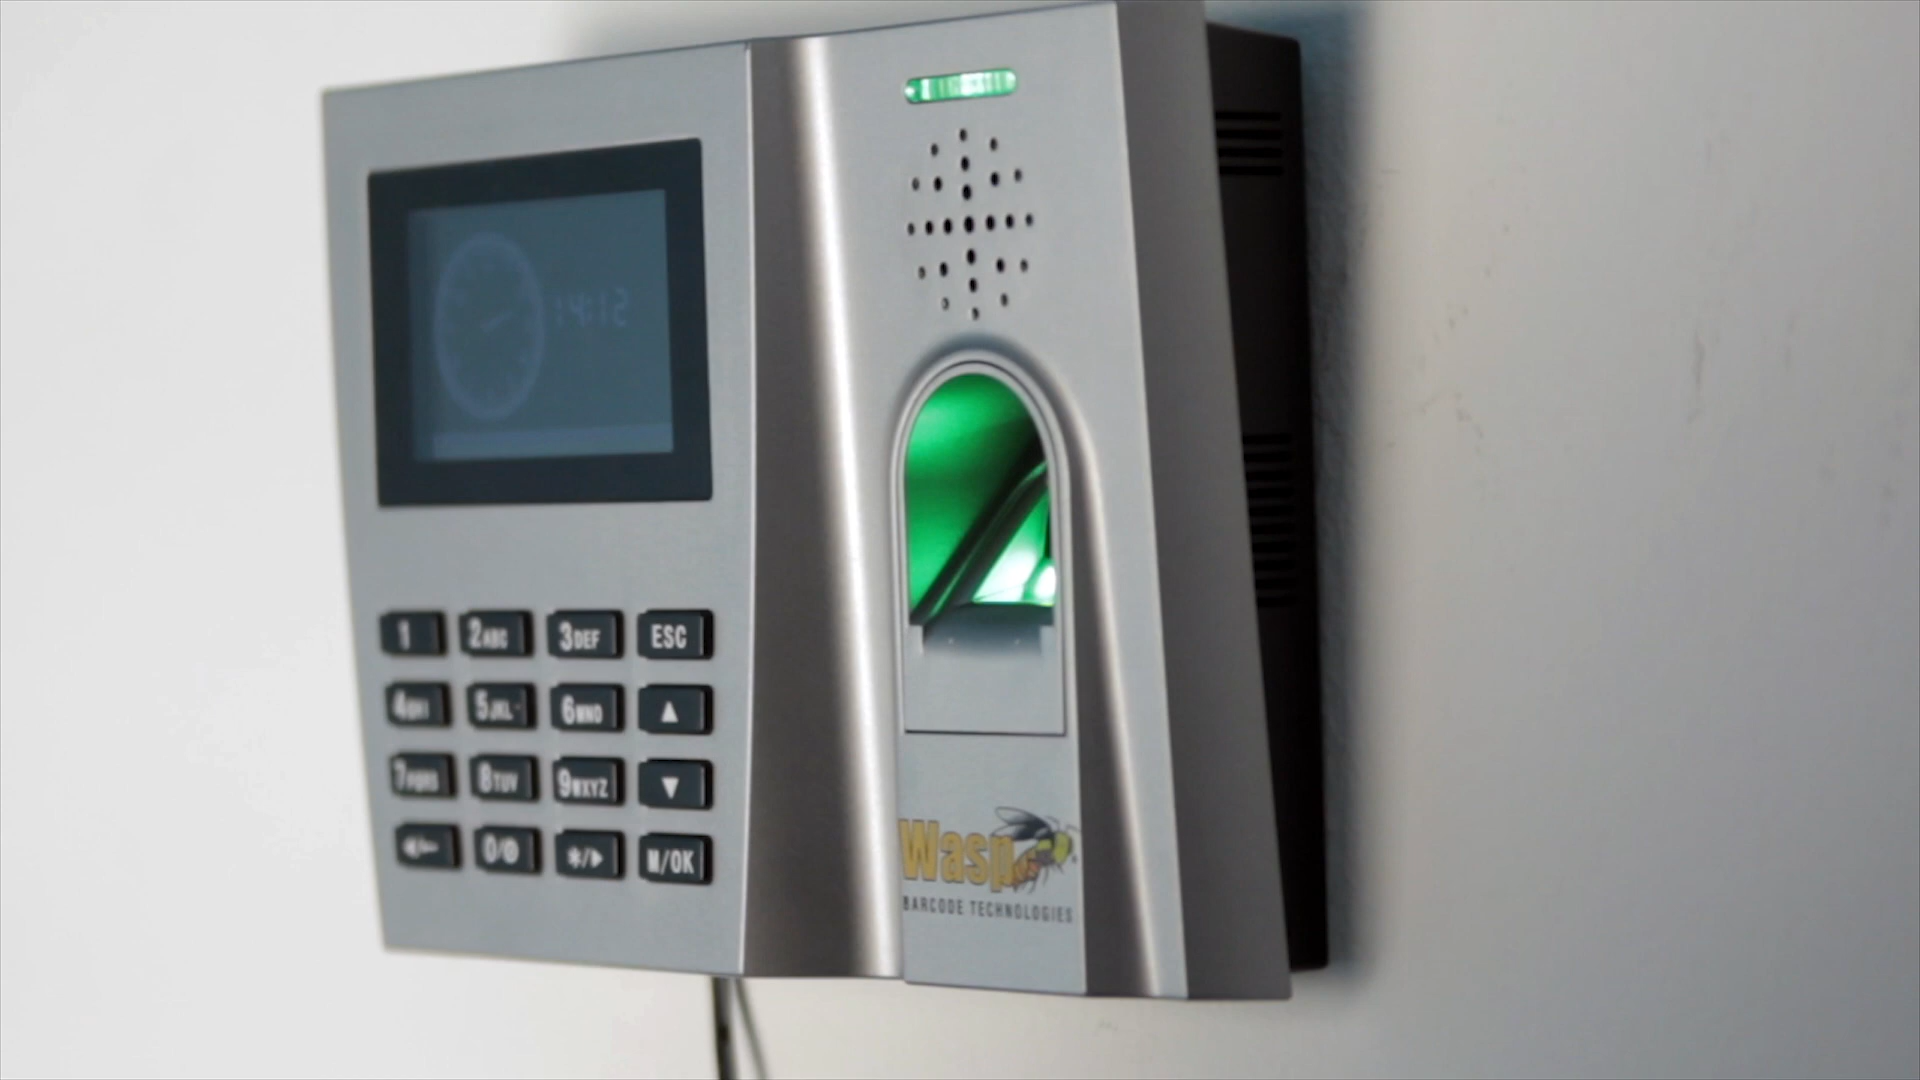 14:12
1 2ABC 3DEF ESC
4GHI 5JKL 6MNO ▲
7PQRS 8TUV 9WXYZ ▼
0/ */▶ M/OK
Wasp
BARCODE TECHNOLOGIES